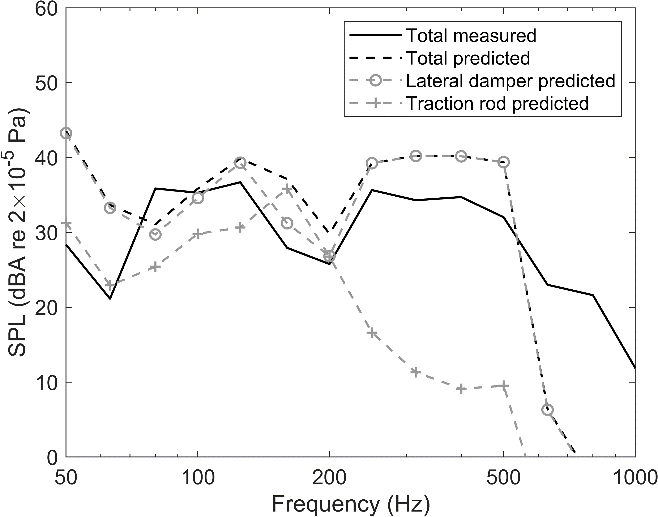 60
50
40
30
20
10
0
SPL (dBA re 2×10⁻⁵ Pa)
Total measured
Total predicted
Lateral damper predicted
Traction rod predicted
50 100 200 500 1000
Frequency (Hz)